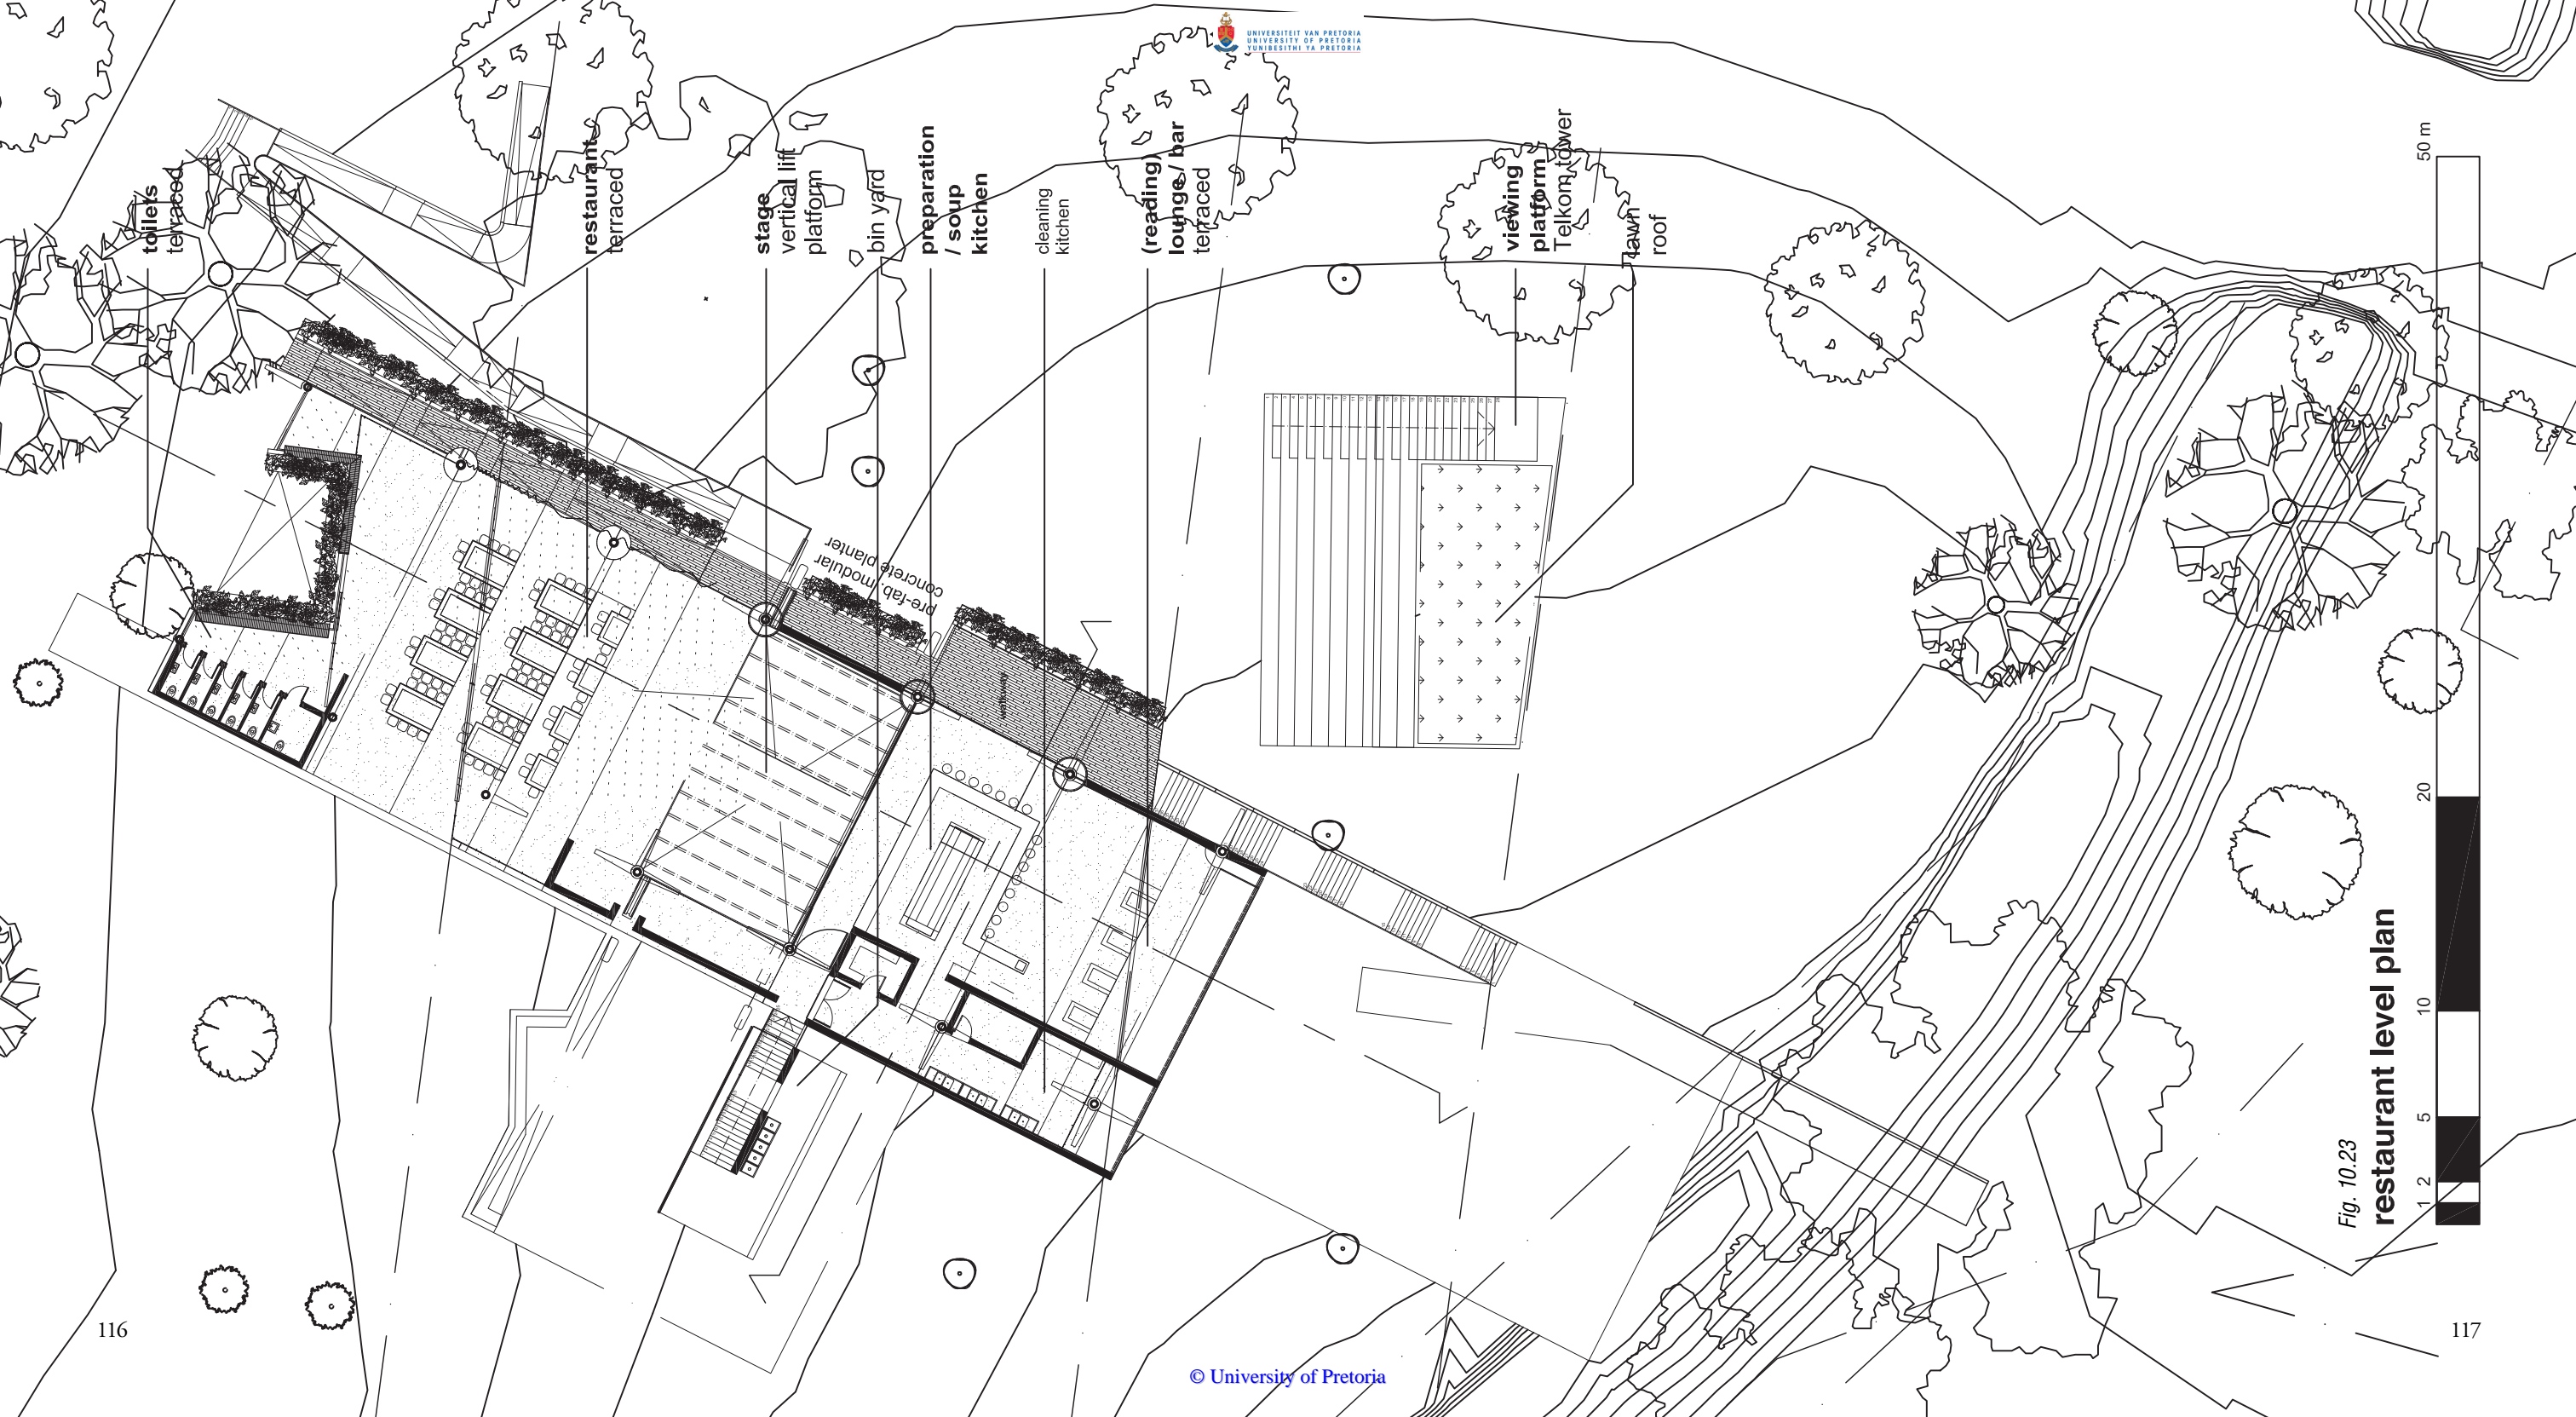 UNIVERSITEIT VAN PRETORIA
UNIVERSITY OF PRETORIA
YUNIBESITHI YA PRETORIA
toilets
terraced
restaurant
terraced
stage
vertical lift
platform
bin yard
preparation
/ soup
kitchen
cleaning
kitchen
(reading)
lounge / bar
terraced
viewing
platform
Telkom tower
lawn
roof
pre-fab. modular
concrete planter
walkway
Fig. 10.23
restaurant level plan
1 2 5 10 20 50 m
116
117
© University of Pretoria